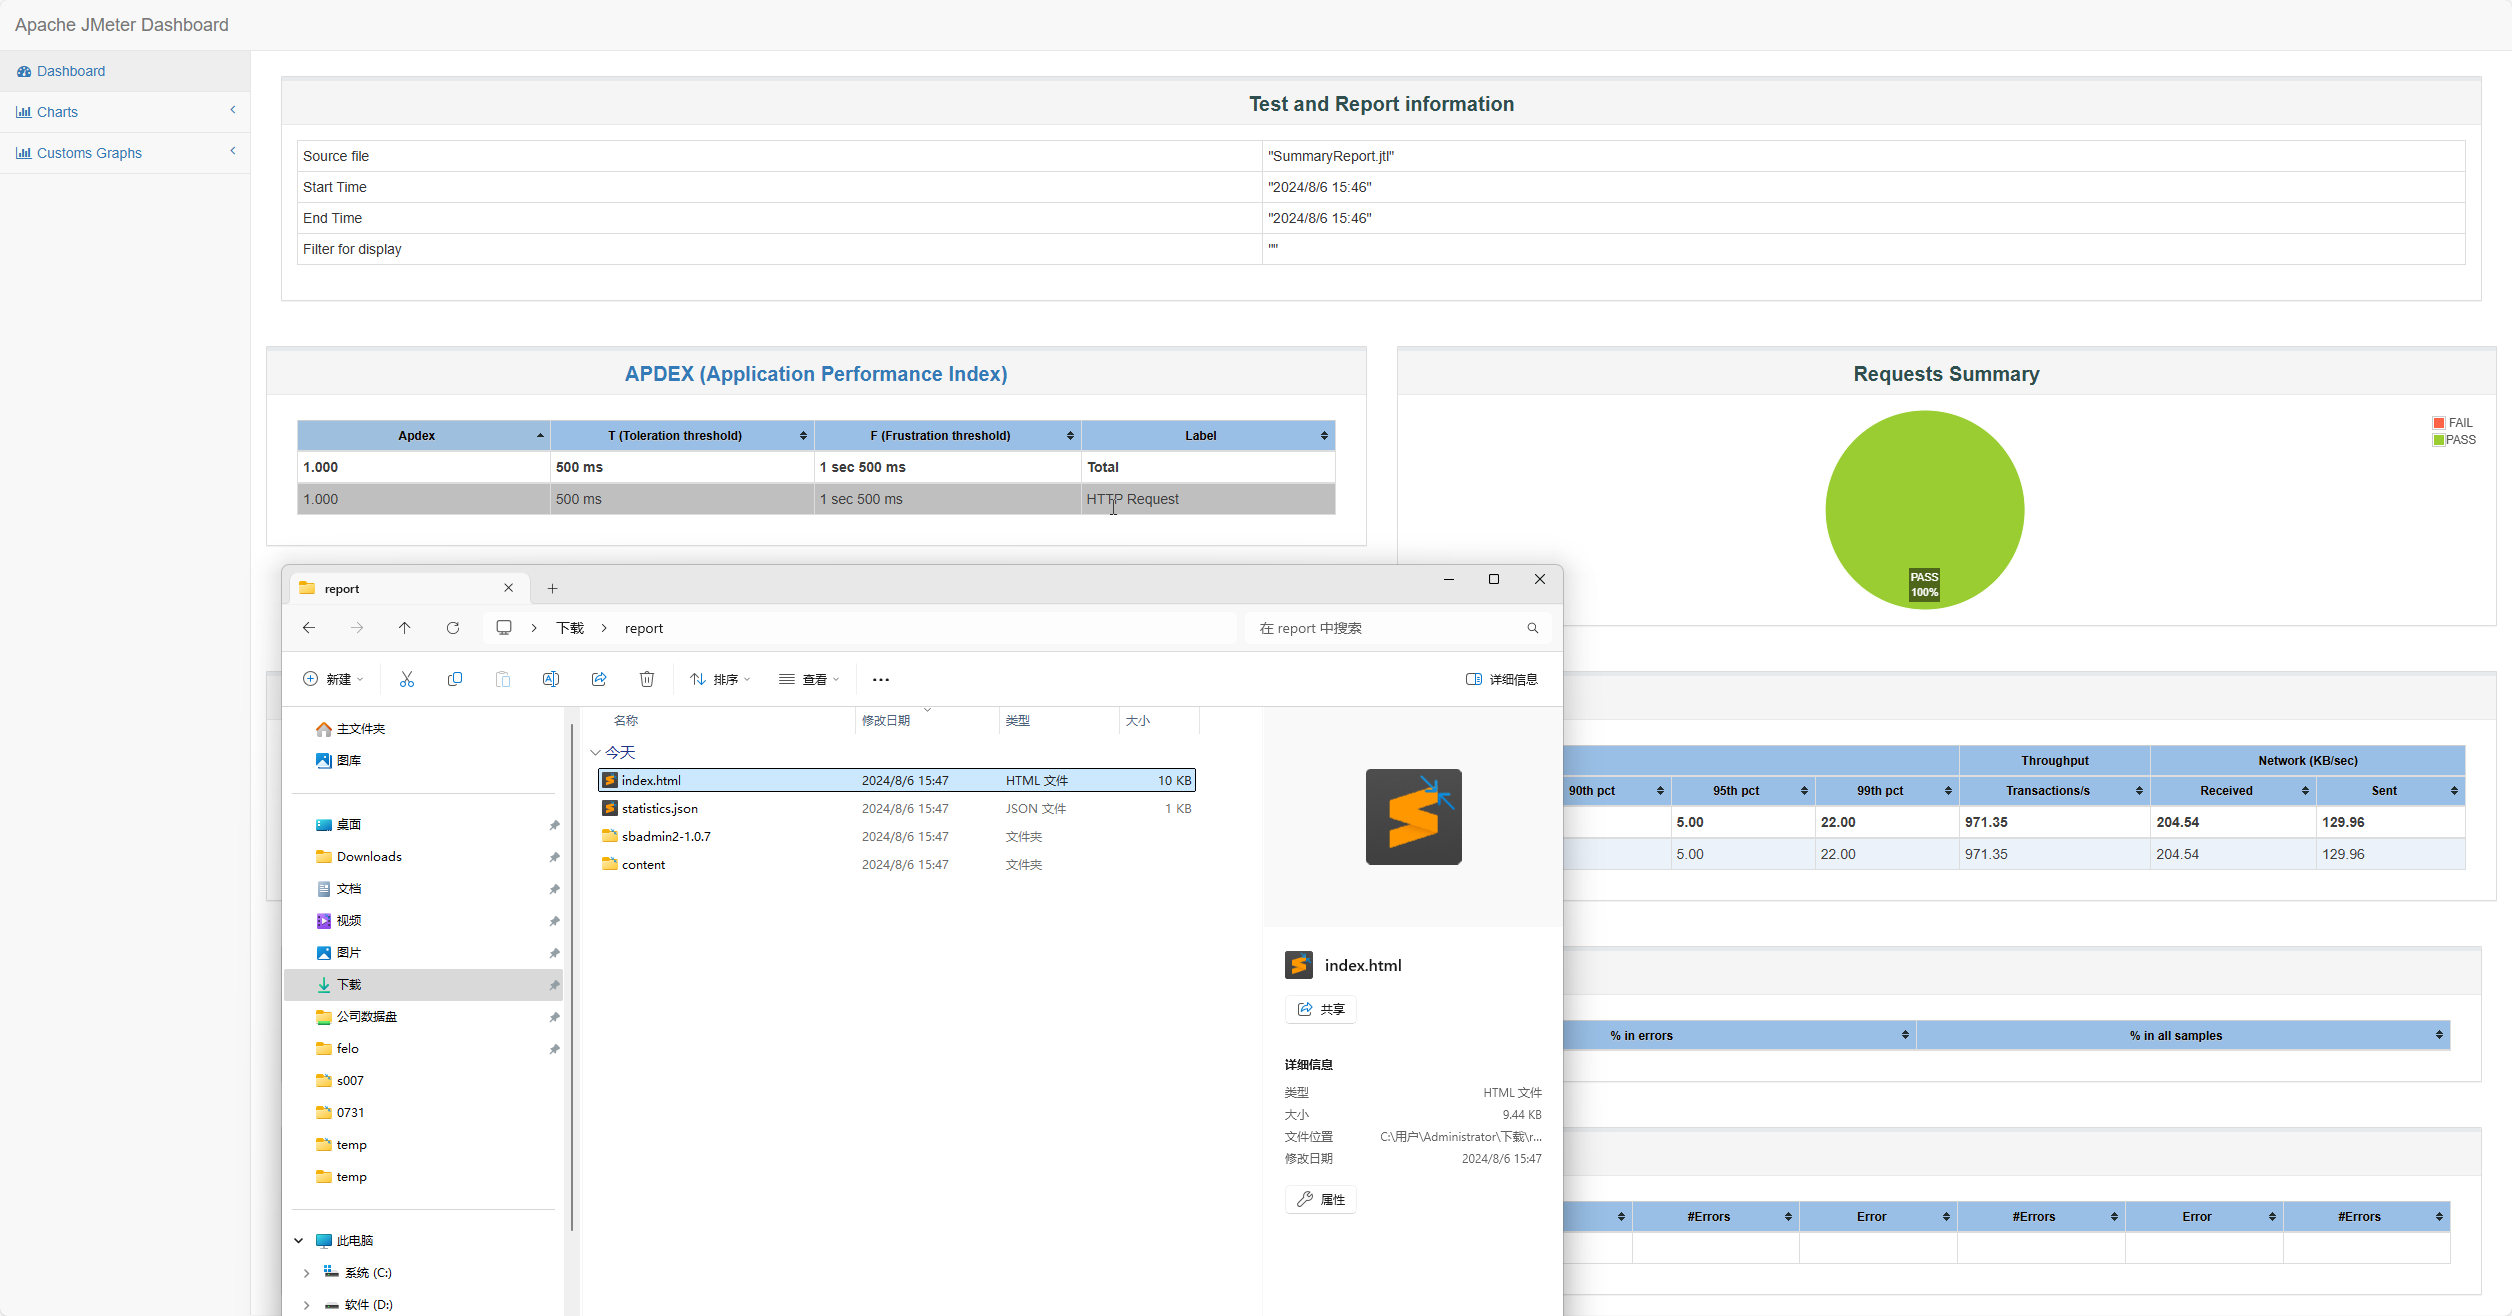 Apache JMeter Dashboard
Dashboard
Charts
Customs Graphs
Test and Report information
Source file "SummaryReport.jtl"
Start Time "2024/8/6 15:46"
End Time "2024/8/6 15:46"
Filter for display ""
APDEX (Application Performance Index)
Apdex T (Toleration threshold) F (Frustration threshold) Label
1.000 500 ms 1 sec 500 ms Total
1.000 500 ms 1 sec 500 ms HTTP Request
Requests Summary
FAIL
PASS
PASS
100%
report
下载 report
在 report 中搜索
新建 排序 查看 详细信息
主文件夹
图库
桌面
Downloads
文档
视频
图片
下载
公司数据盘
felo
s007
0731
temp
temp
此电脑
系统 (C:)
软件 (D:)
名称 修改日期 类型 大小
今天
index.html 2024/8/6 15:47 HTML 文件 10 KB
statistics.json 2024/8/6 15:47 JSON 文件 1 KB
sbadmin2-1.0.7 2024/8/6 15:47 文件夹
content 2024/8/6 15:47 文件夹
index.html
共享
详细信息
类型 HTML 文件
大小 9.44 KB
文件位置 C:\用户\Administrator\下载\r...
修改日期 2024/8/6 15:47
属性
Throughput Network (KB/sec)
90th pct 95th pct 99th pct Transactions/s Received Sent
5.00 22.00 971.35 204.54 129.96
5.00 22.00 971.35 204.54 129.96
% in errors % in all samples
#Errors Error #Errors Error #Errors